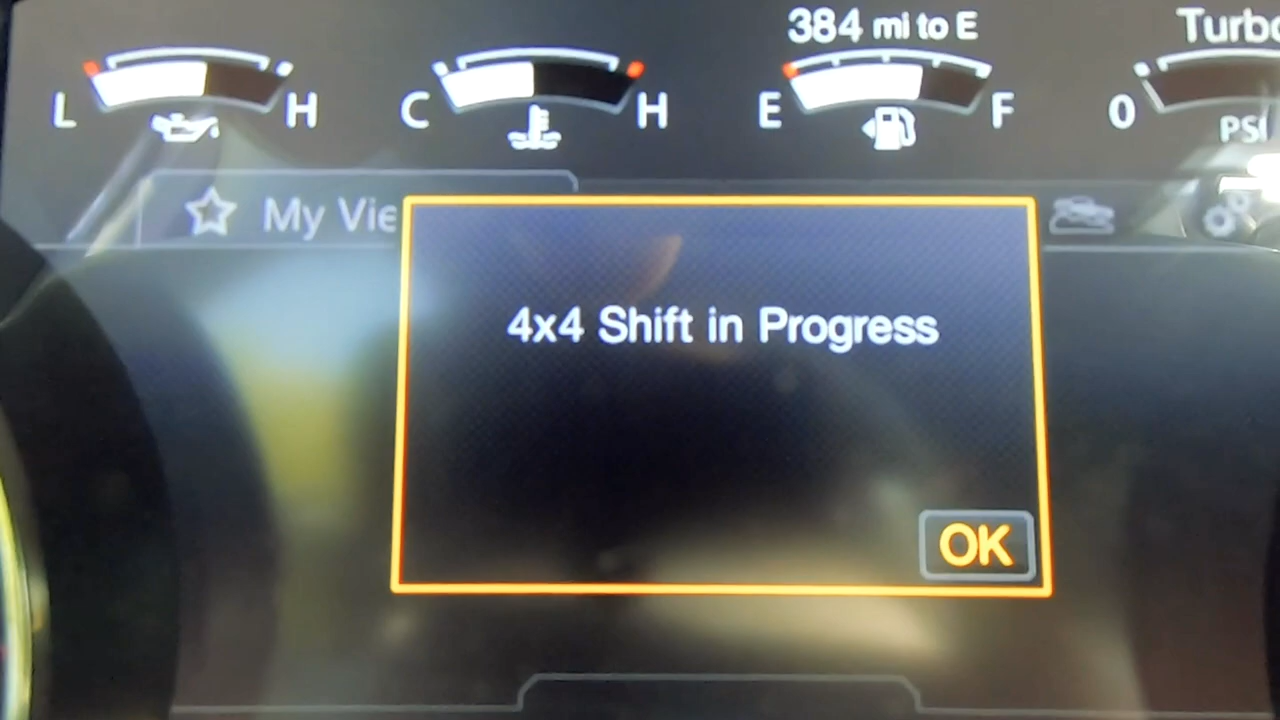 384 mi to E
Turbo
L H
C H
E F
0
PSI
My Vie
4x4 Shift in Progress
OK